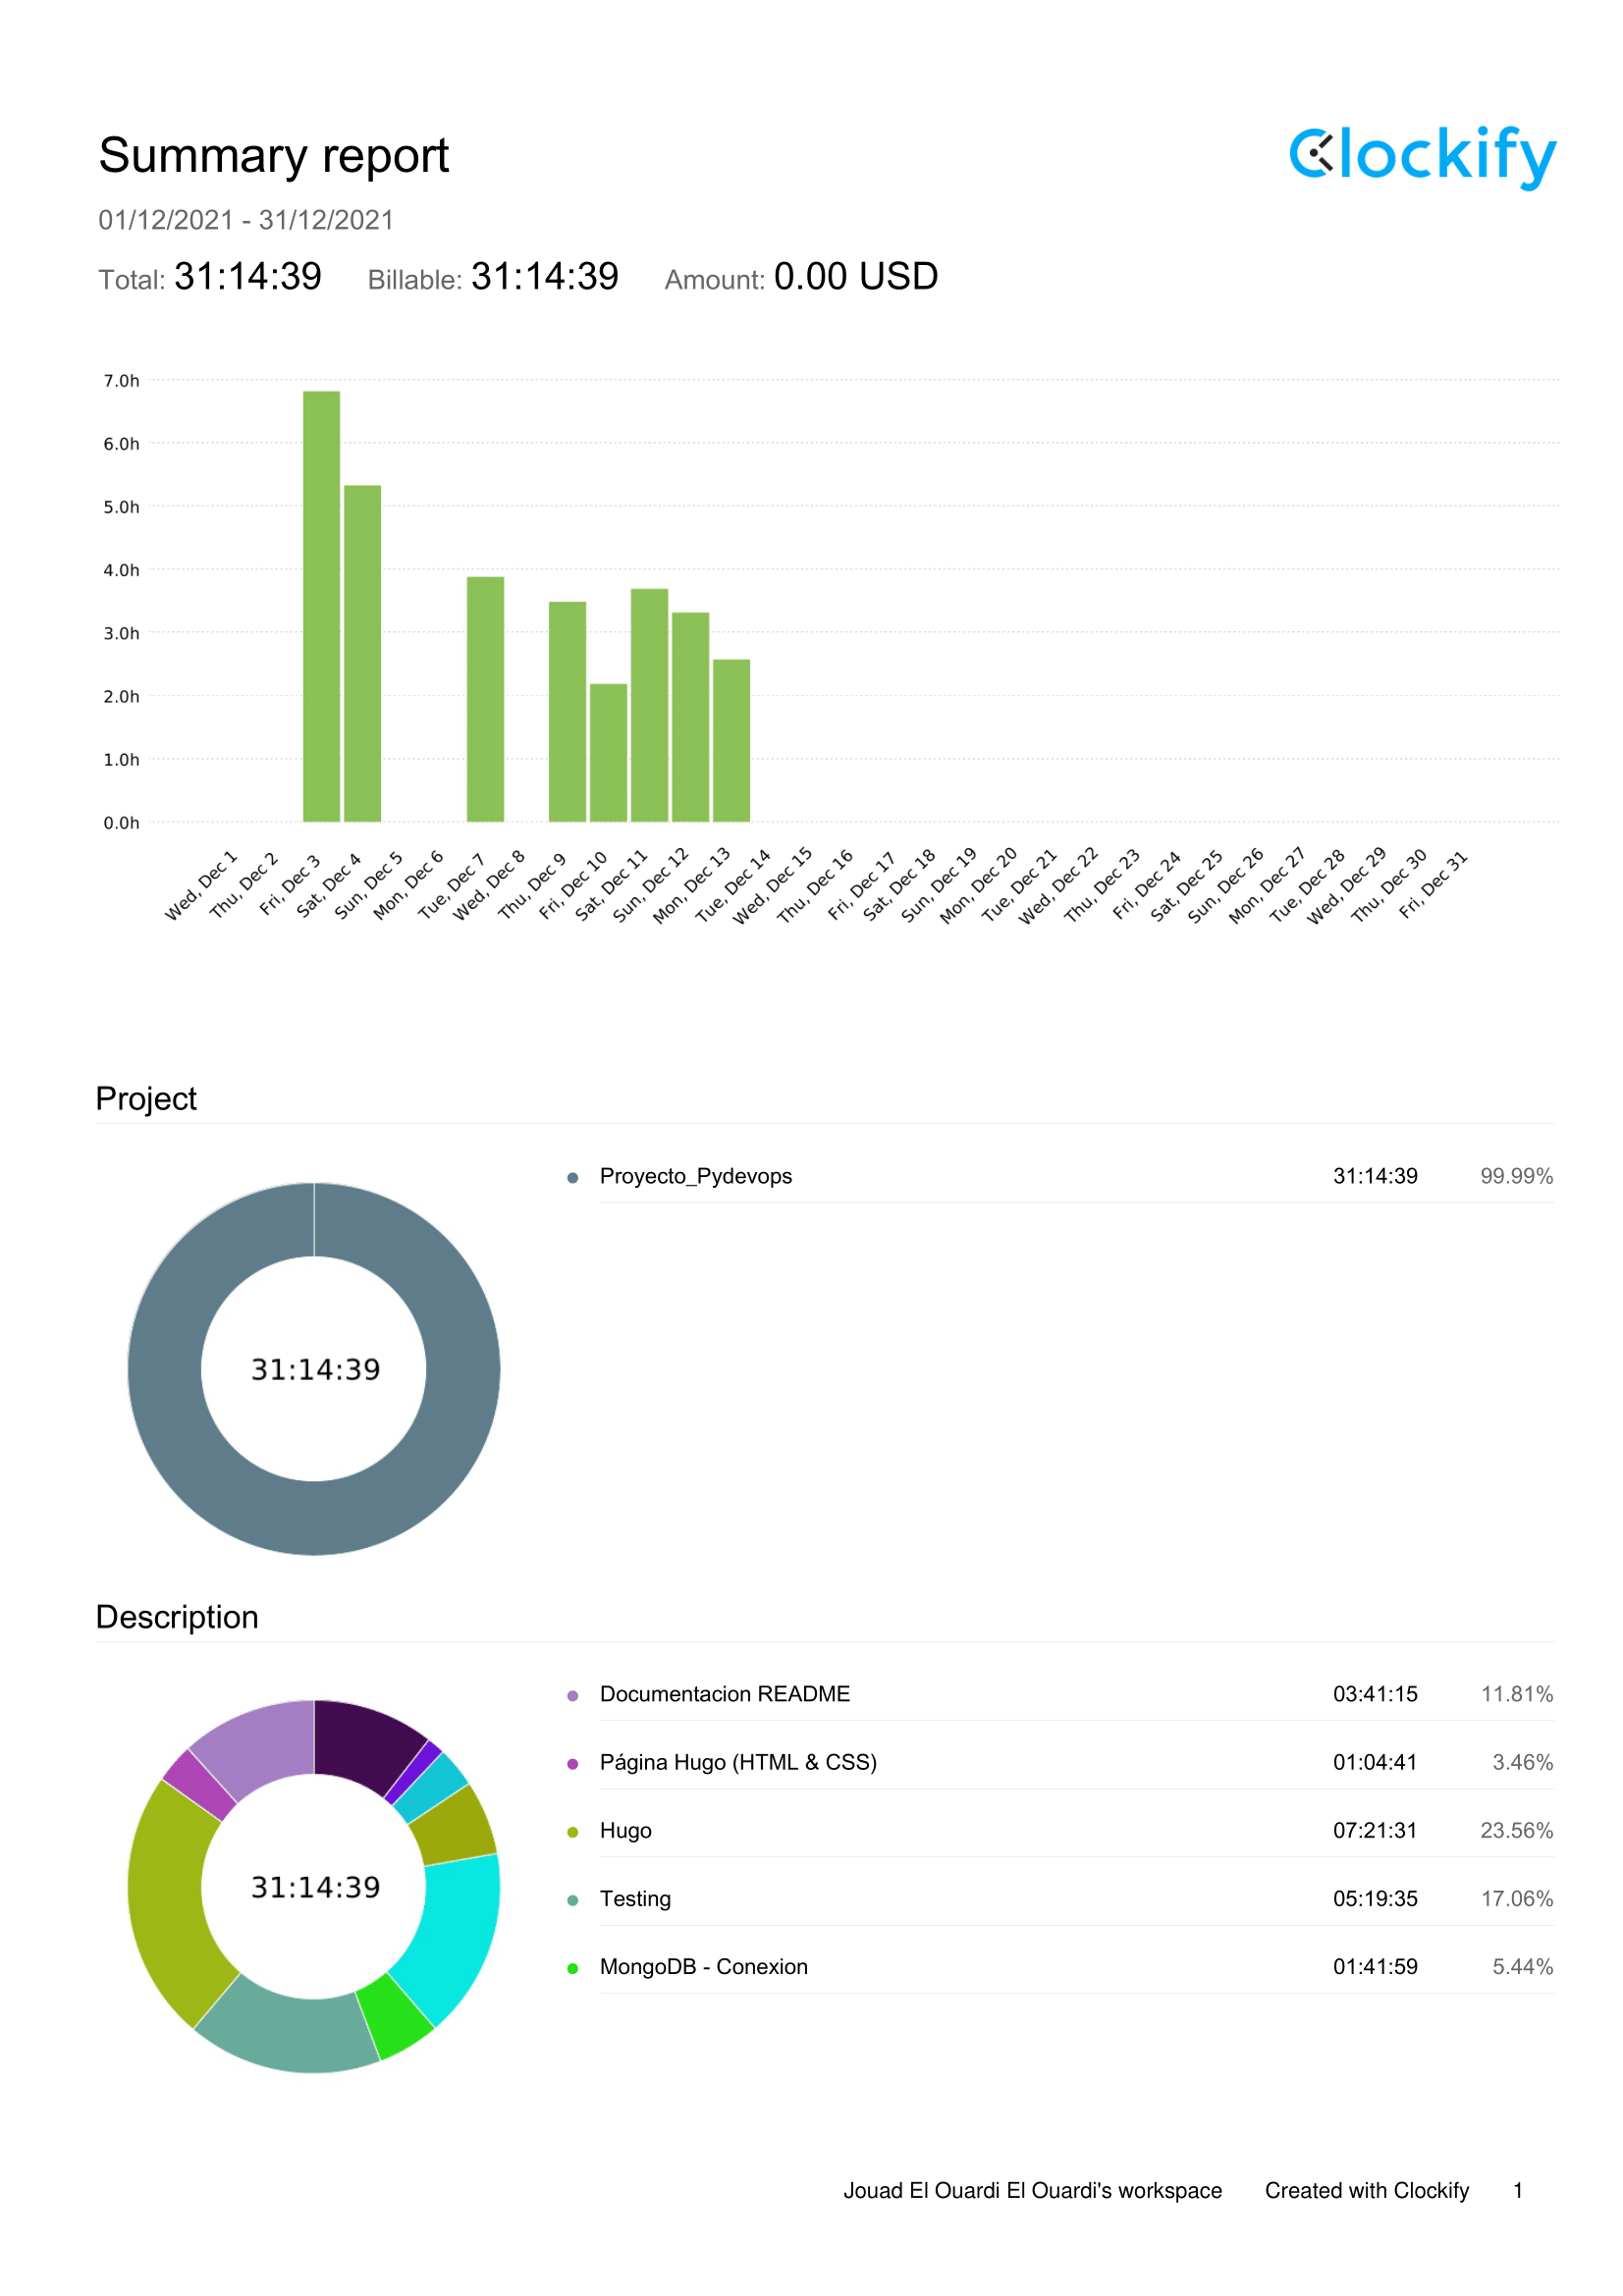 Summary report
Clockify
01/12/2021 - 31/12/2021
Total: 31:14:39 Billable: 31:14:39 Amount: 0.00 USD
7.0h
6.0h
5.0h
4.0h
3.0h
2.0h
1.0h
0.0h
Wed, Dec 1
Thu, Dec 2
Fri, Dec 3
Sat, Dec 4
Sun, Dec 5
Mon, Dec 6
Tue, Dec 7
Wed, Dec 8
Thu, Dec 9
Fri, Dec 10
Sat, Dec 11
Sun, Dec 12
Mon, Dec 13
Tue, Dec 14
Wed, Dec 15
Thu, Dec 16
Fri, Dec 17
Sat, Dec 18
Sun, Dec 19
Mon, Dec 20
Tue, Dec 21
Wed, Dec 22
Thu, Dec 23
Fri, Dec 24
Sat, Dec 25
Sun, Dec 26
Mon, Dec 27
Tue, Dec 28
Wed, Dec 29
Thu, Dec 30
Fri, Dec 31
Project
Proyecto_Pydevops 31:14:39 99.99%
31:14:39
Description
Documentacion README 03:41:15 11.81%
Página Hugo (HTML & CSS) 01:04:41 3.46%
Hugo 07:21:31 23.56%
Testing 05:19:35 17.06%
MongoDB - Conexion 01:41:59 5.44%
31:14:39
Jouad El Ouardi El Ouardi's workspace Created with Clockify 1